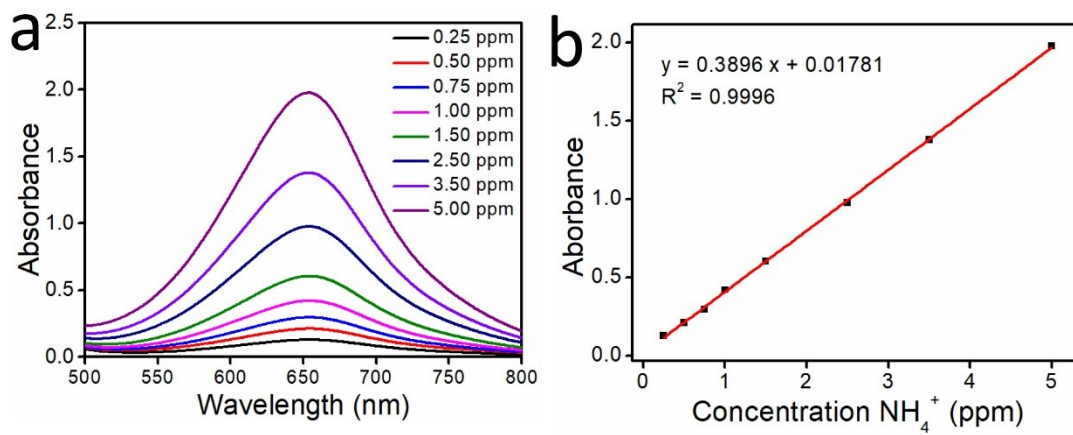 a
2.5
2.0
1.5
1.0
0.5
0.0
Absorbance
500 550 600 650 700 750 800
Wavelength (nm)
0.25 ppm
0.50 ppm
0.75 ppm
1.00 ppm
1.50 ppm
2.50 ppm
3.50 ppm
5.00 ppm
b
2.0
1.5
1.0
0.5
0.0
Aborbance
y = 0.3896 x + 0.01781
R² = 0.9996
0 1 2 3 4 5
Concentration NH₄⁺ (ppm)